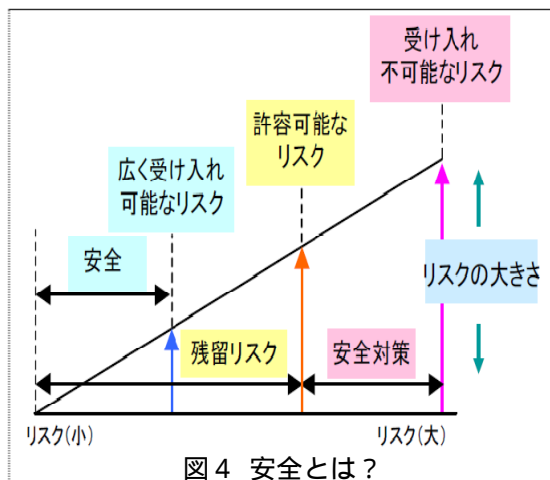 受け入れ
不可能なリスク
許容可能な
リスク
広く受け入れ
可能なリスク
安全
リスクの大きさ
残留リスク
安全対策
リスク(小)
リスク(大)
図4 安全とは?